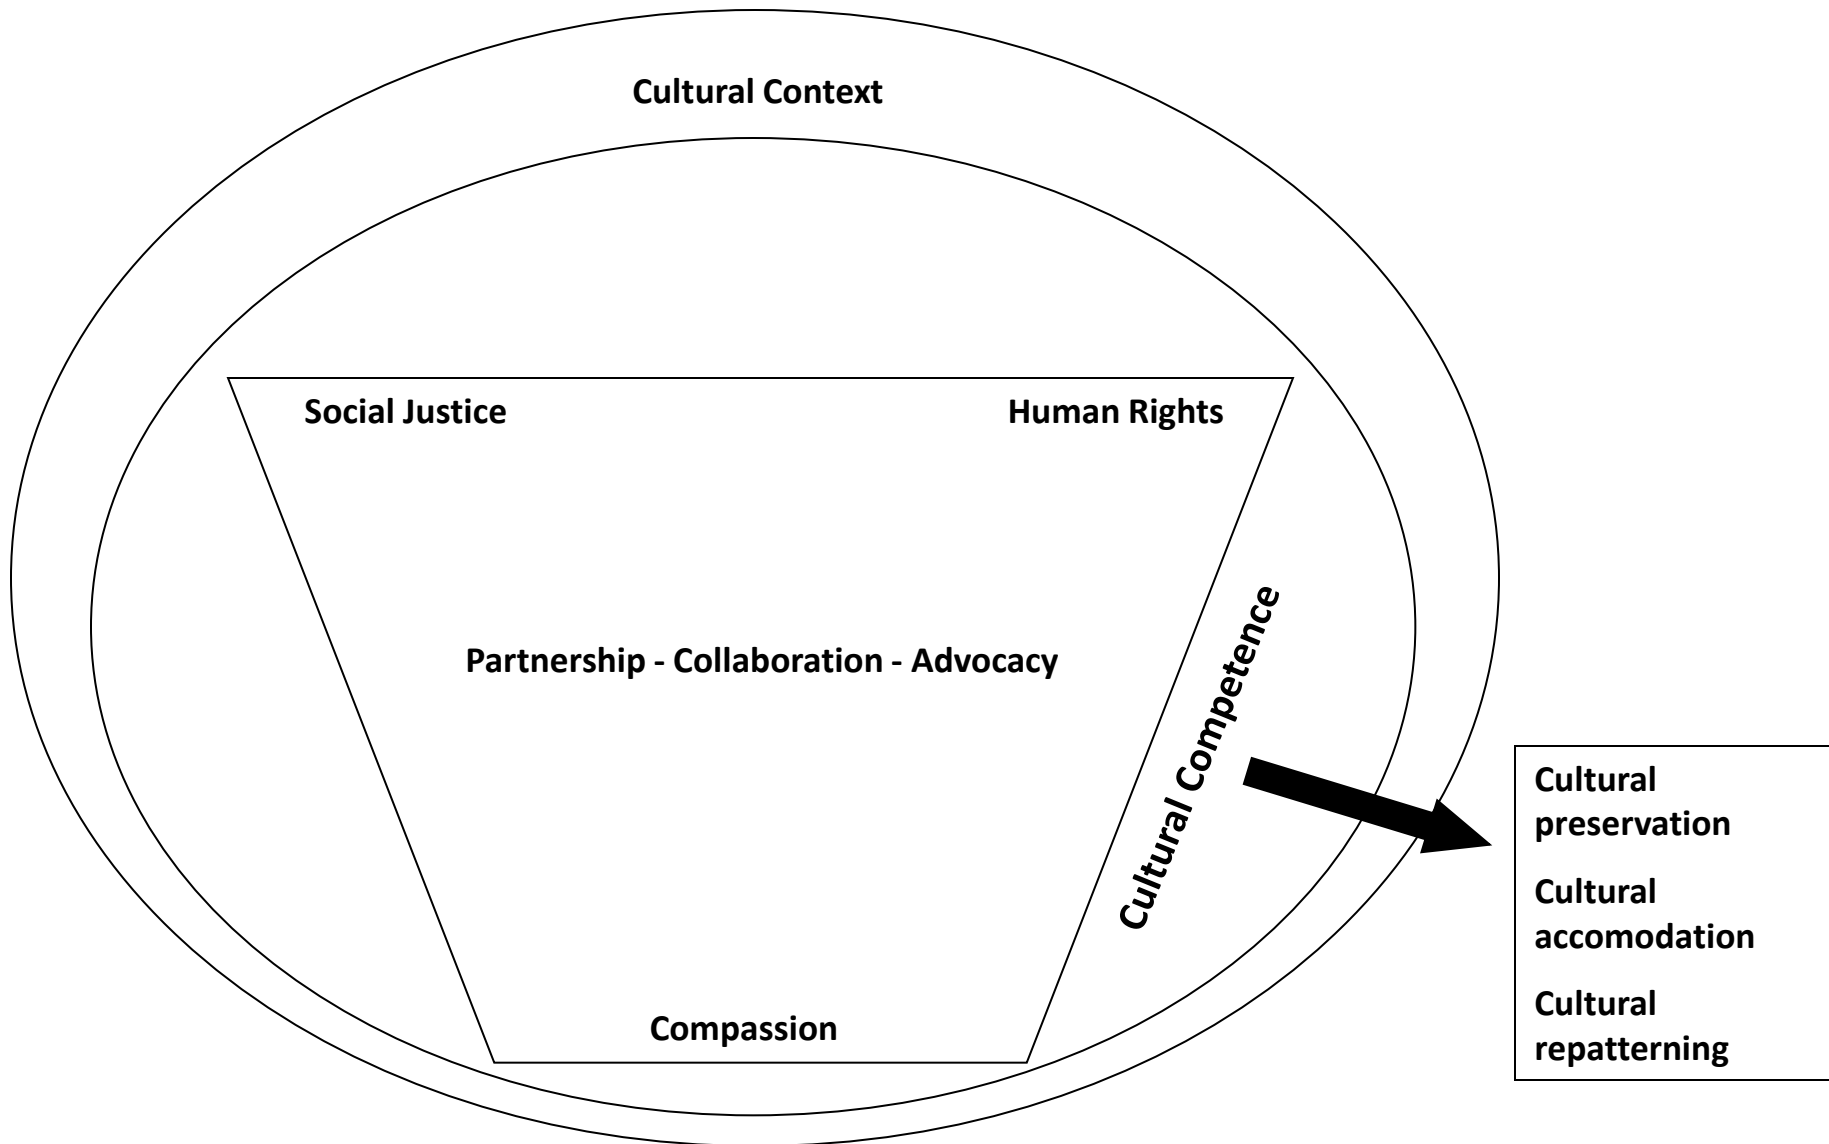 Cultural Context
Social Justice
Human Rights
Partnership - Collaboration - Advocacy
Cultural Competence
Compassion
Cultural
preservation
Cultural
accomodation
Cultural
repatterning